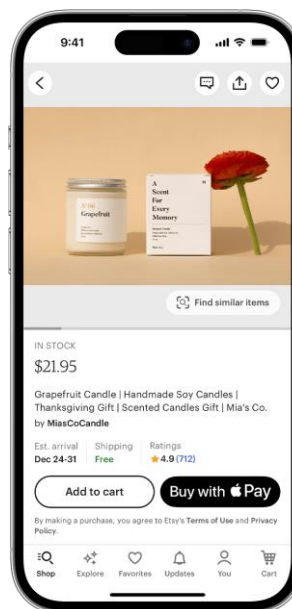 9:41
N°06
Grapefruit
A
Scent
For
Every
Memory
Find similar items
IN STOCK
$21.95
Grapefruit Candle | Handmade Soy Candles |
Thanksgiving Gift | Scented Candles Gift | Mia's Co.
by MiasCoCandle
Est. arrival Shipping Ratings
Dec 24-31 Free 4.9 (712)
Add to cart
Buy with Pay
By making a purchase, you agree to Etsy's Terms of Use and Privacy
Policy.
Shop Explore Favorites Updates You Cart